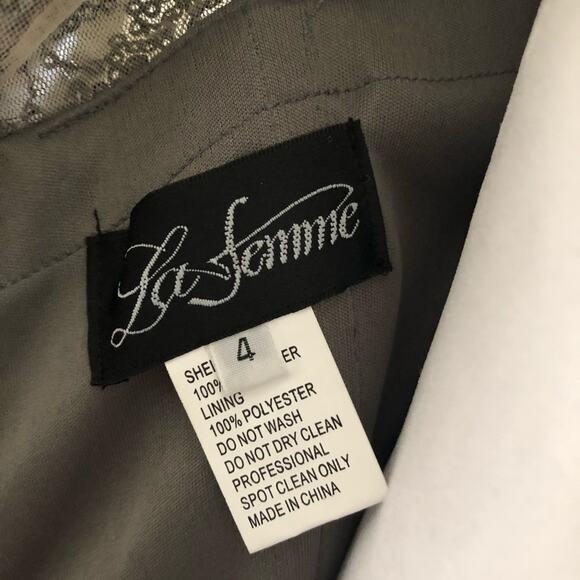 La Femme
4
SHE ER
100%
LINING
100% POLYESTER
DO NOT WASH
DO NOT DRY CLEAN
PROFESSIONAL
SPOT CLEAN ONLY
MADE IN CHINA